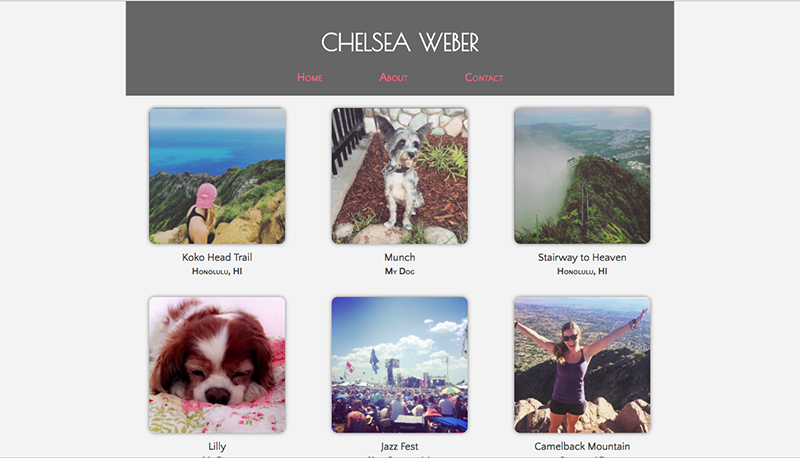 CHELSEA WEBER
Home About Contact
Koko Head Trail Munch Stairway to Heaven
Honolulu, HI My Dog Honolulu, HI
Lilly Jazz Fest Camelback Mountain